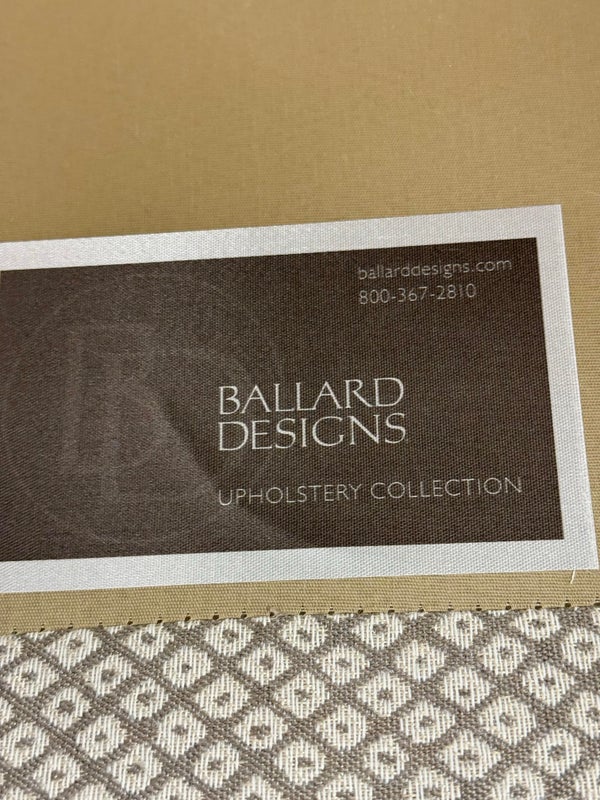 ballarddesigns.com
800-367-2810
BALLARD
DESIGNS
UPHOLSTERY COLLECTION